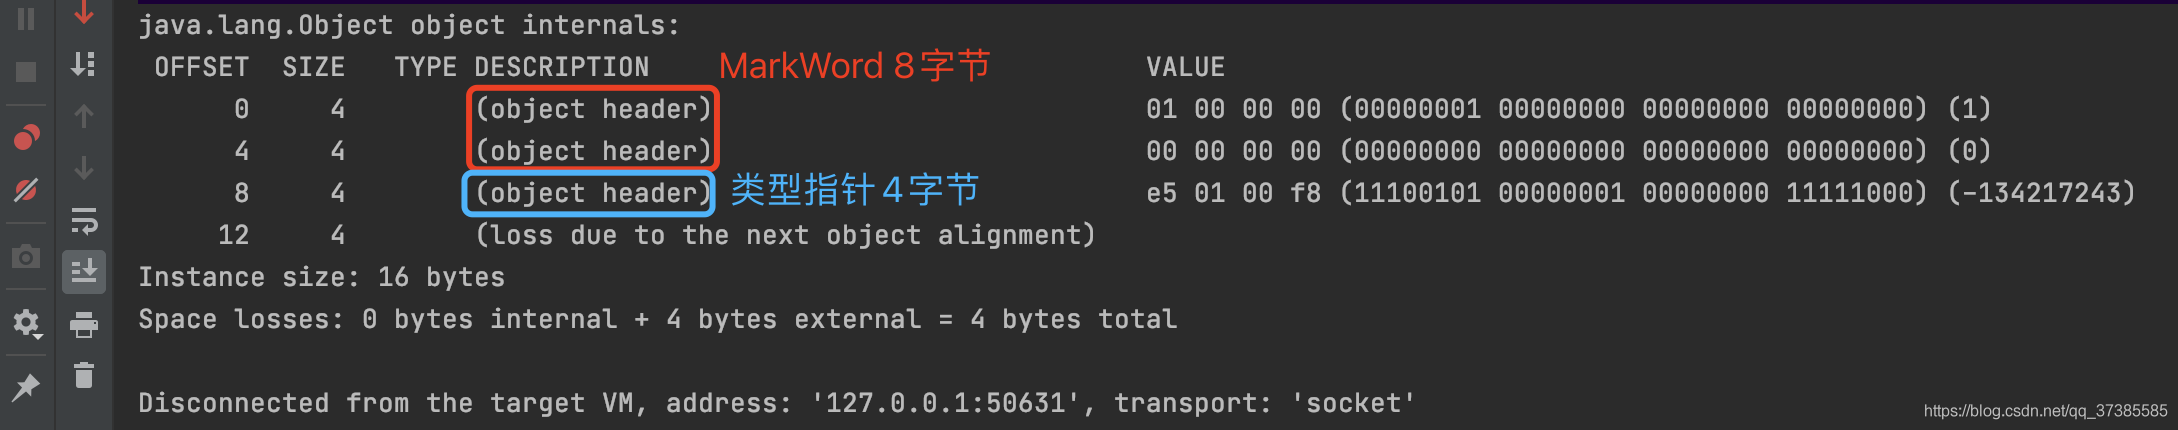 java.lang.Object object internals:
OFFSET SIZE TYPE DESCRIPTION MarkWord 8字节 VALUE
0 4 (object header) 01 00 00 00 (00000001 00000000 00000000 00000000) (1)
4 4 (object header) 00 00 00 00 (00000000 00000000 00000000 00000000) (0)
8 4 (object header) 类型指针4字节 e5 01 00 f8 (11100101 00000001 00000000 11111000) (-134217243)
12 4 (loss due to the next object alignment)
Instance size: 16 bytes
Space losses: 0 bytes internal + 4 bytes external = 4 bytes total
Disconnected from the target VM, address: '127.0.0.1:50631', transport: 'socket'
https://blog.csdn.net/qq_37385585